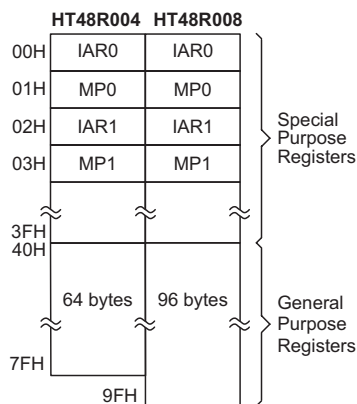 HT48R004 HT48R008
00H IAR0 IAR0
01H MP0 MP0
02H IAR1 IAR1
03H MP1 MP1
Special
Purpose
Registers
3FH
40H
64 bytes 96 bytes
General
Purpose
Registers
7FH
9FH